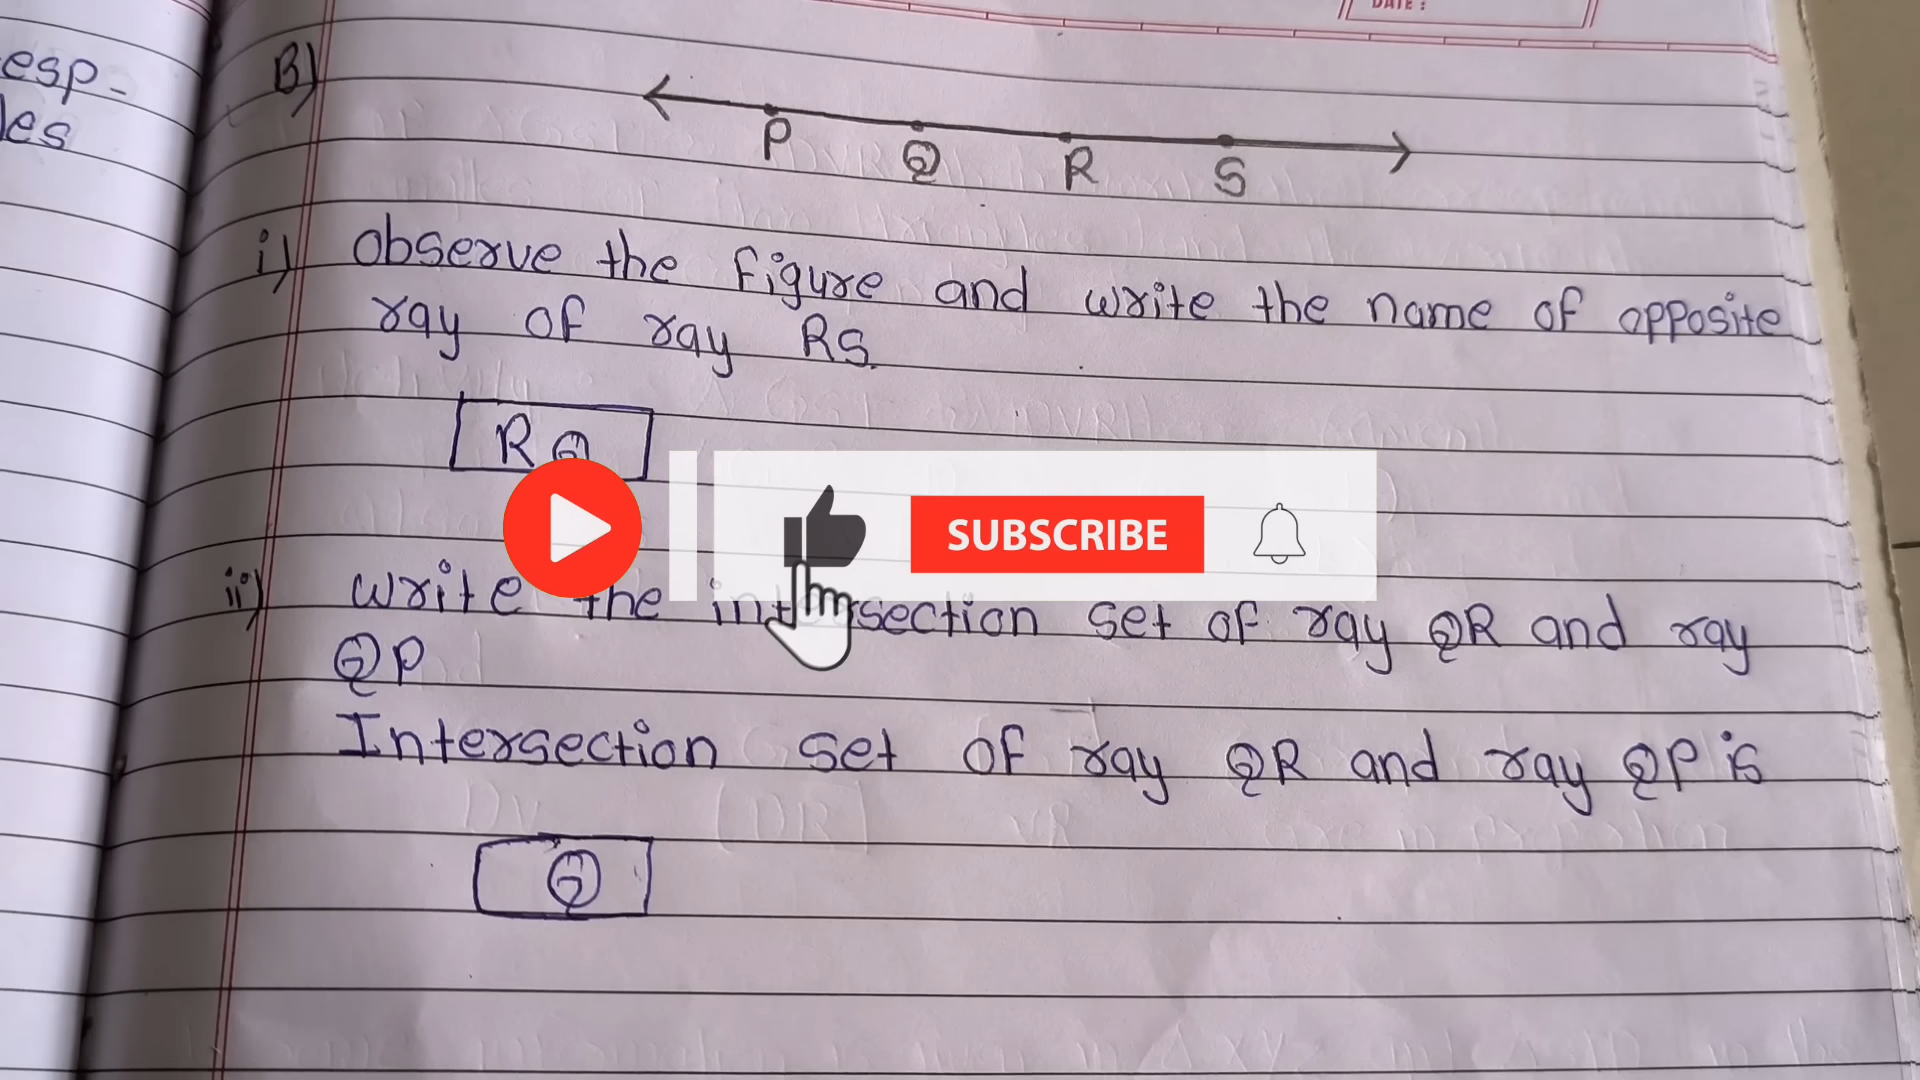 DATE :
esp-
les
B)
P Q R S
i) Observe the figure and write the name of opposite
ray of ray RS.
RQ
SUBSCRIBE
ii) Write the intersection set of ray QR and ray
QP
Intersection set of ray QR and ray QP is
Q